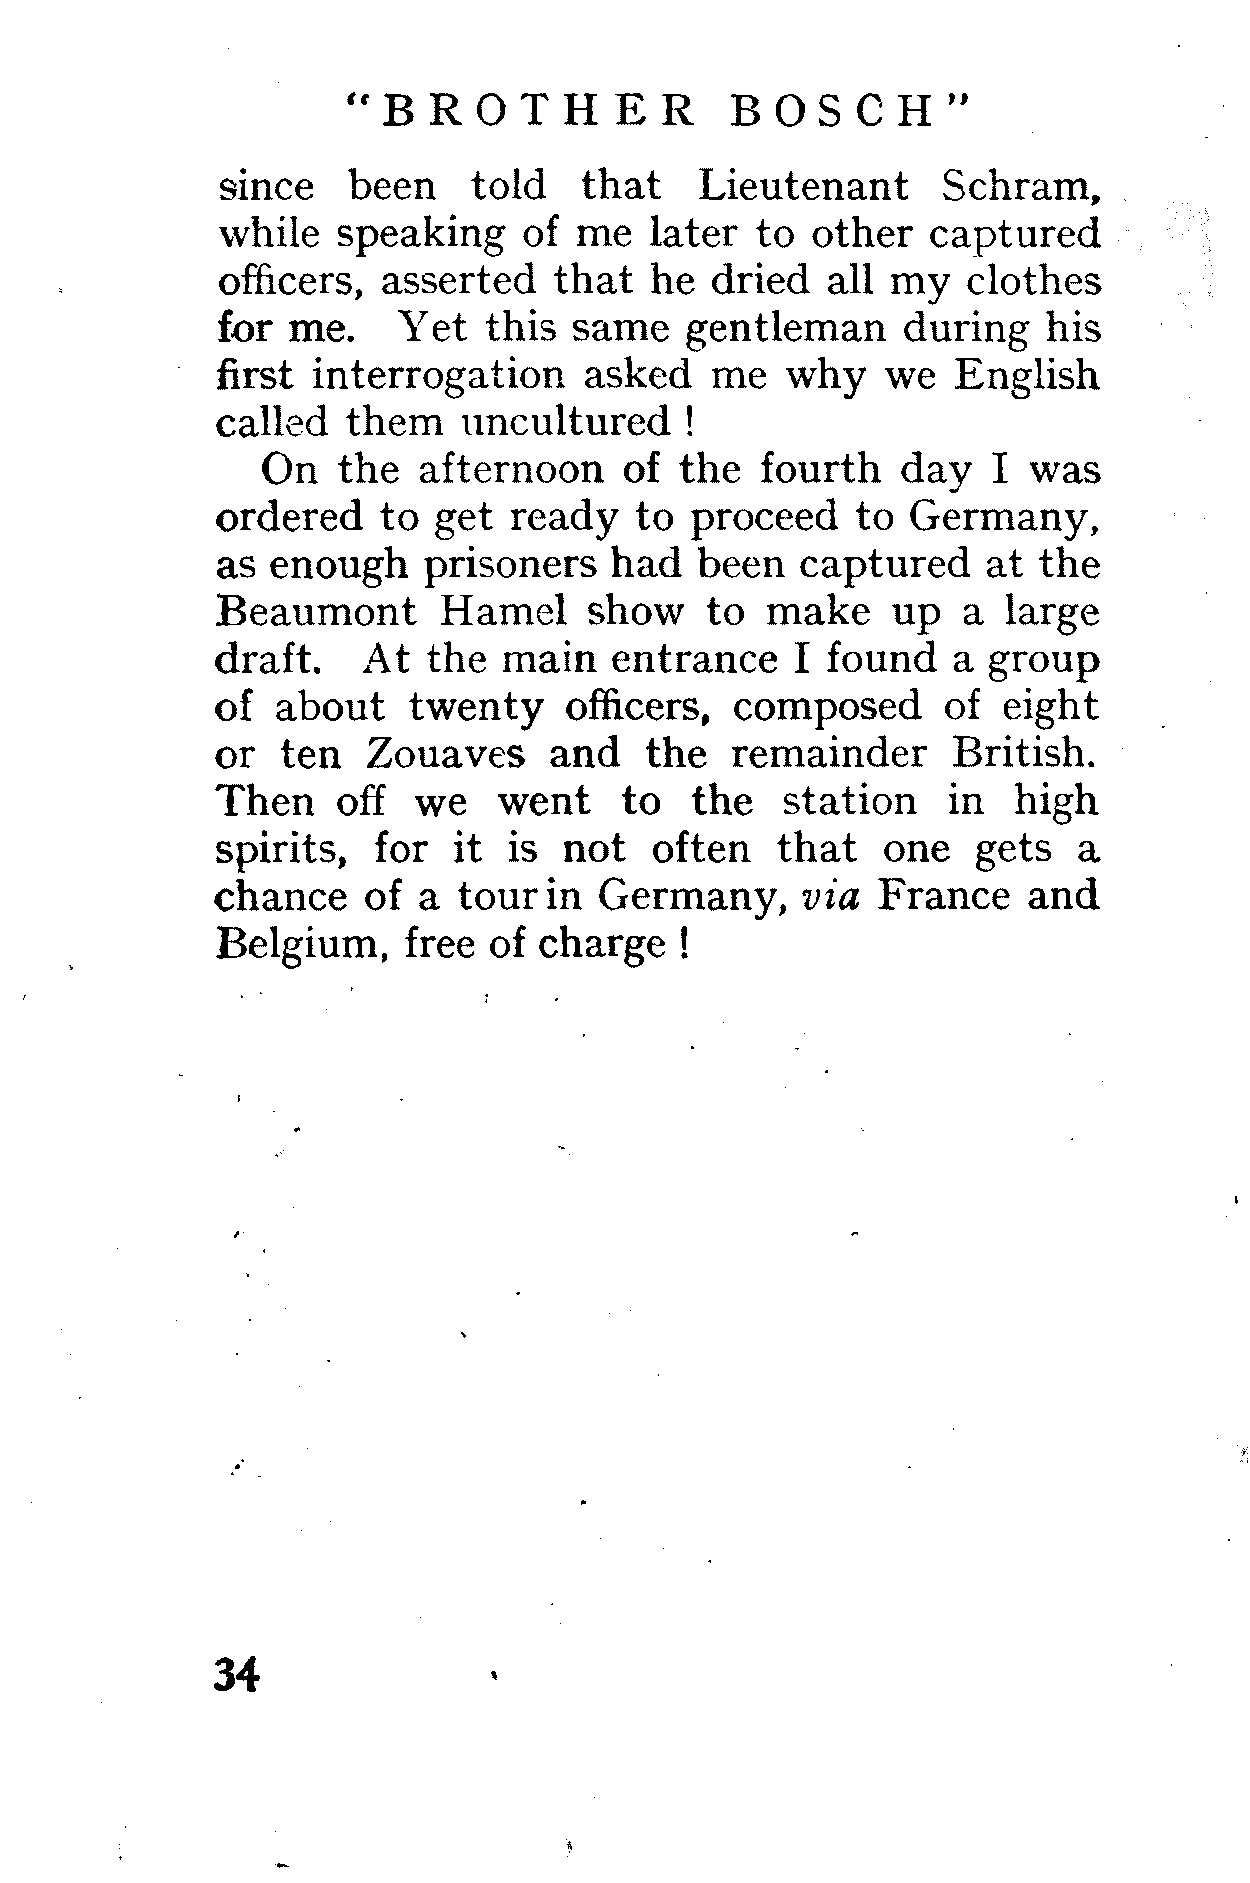 "BROTHER BOSCH"
since been told that Lieutenant Schram,
while speaking of me later to other captured
officers, asserted that he dried all my clothes
for me. Yet this same gentleman during his
first interrogation asked me why we English
called them uncultured !
On the afternoon of the fourth day I was
ordered to get ready to proceed to Germany,
as enough prisoners had been captured at the
Beaumont Hamel show to make up a large
draft. At the main entrance I found a group
of about twenty officers, composed of eight
or ten Zouaves and the remainder British.
Then off we went to the station in high
spirits, for it is not often that one gets a
chance of a tour in Germany, via France and
Belgium, free of charge !
34